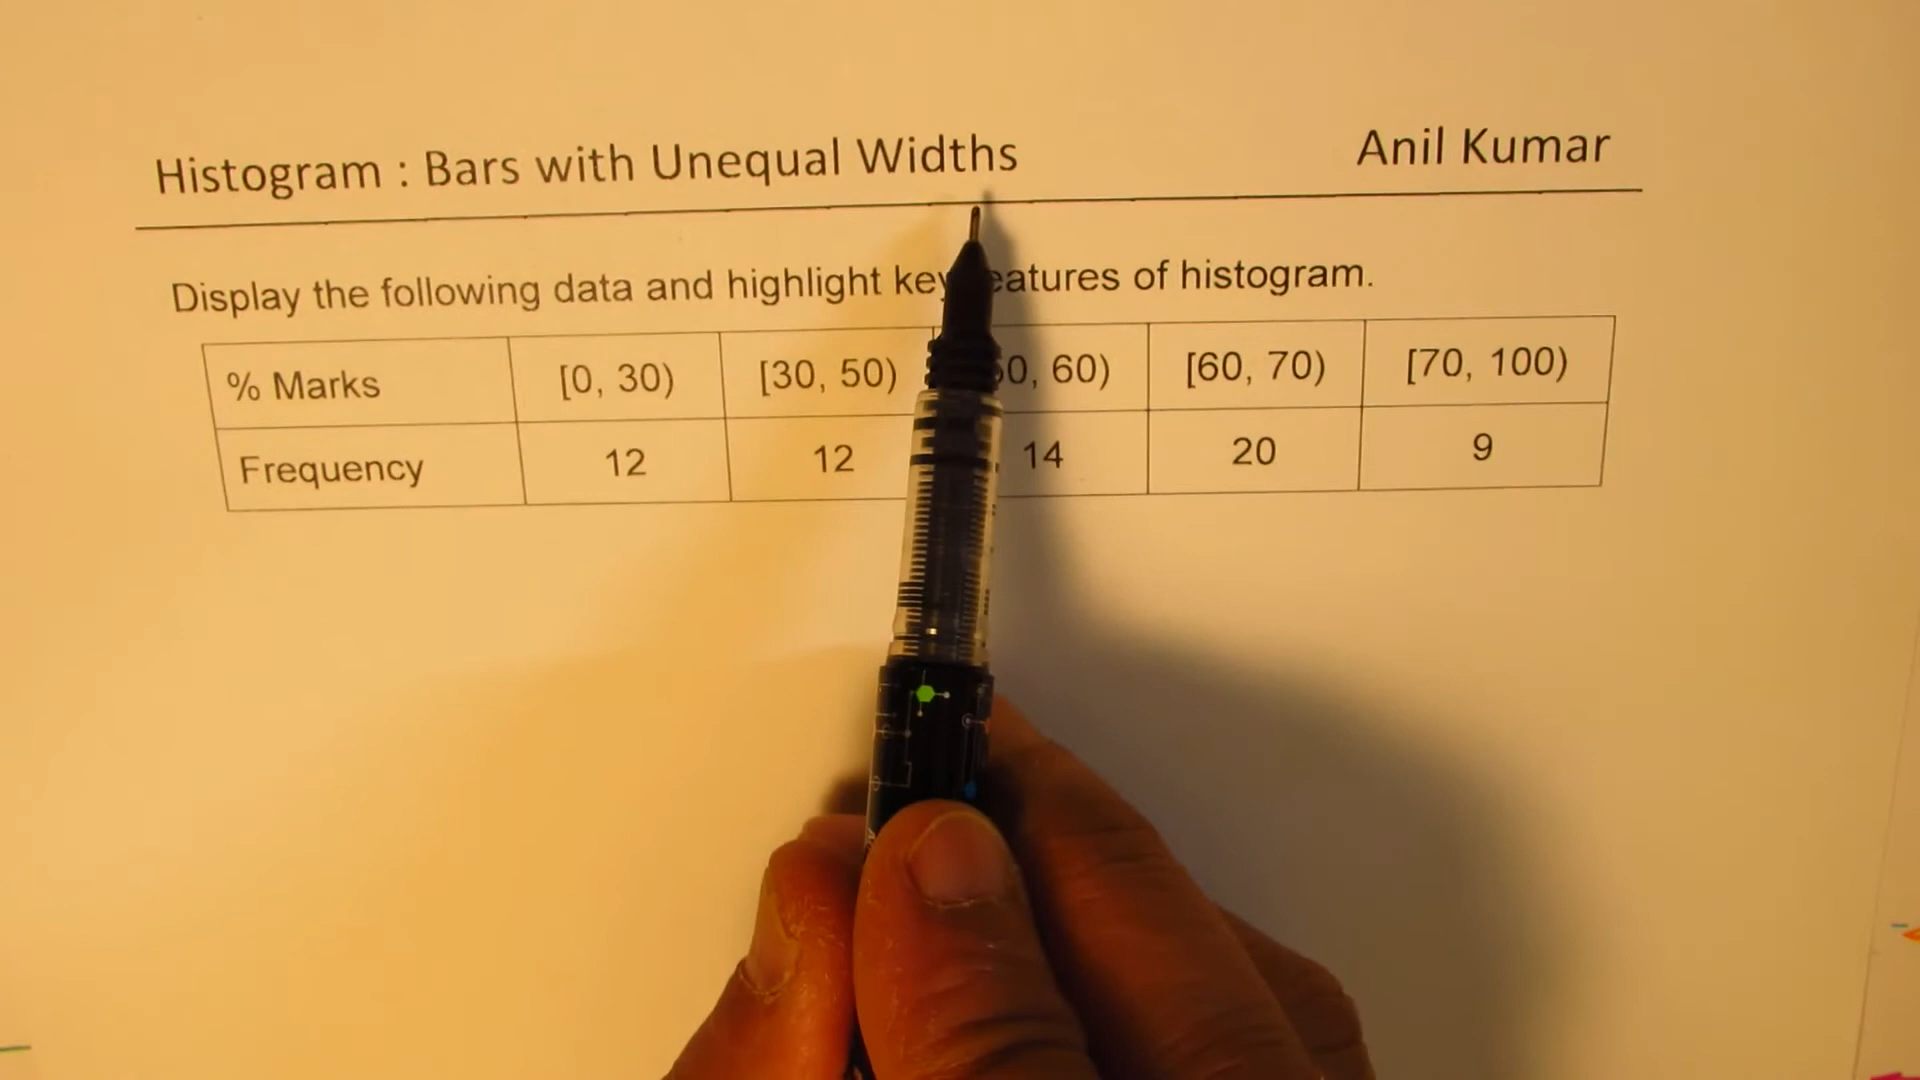 Histogram : Bars with Unequal Widths Anil Kumar
Display the following data and highlight key features of histogram.
% Marks [0, 30) [30, 50) 0, 60) [60, 70) [70, 100)
Frequency 12 12 14 20 9